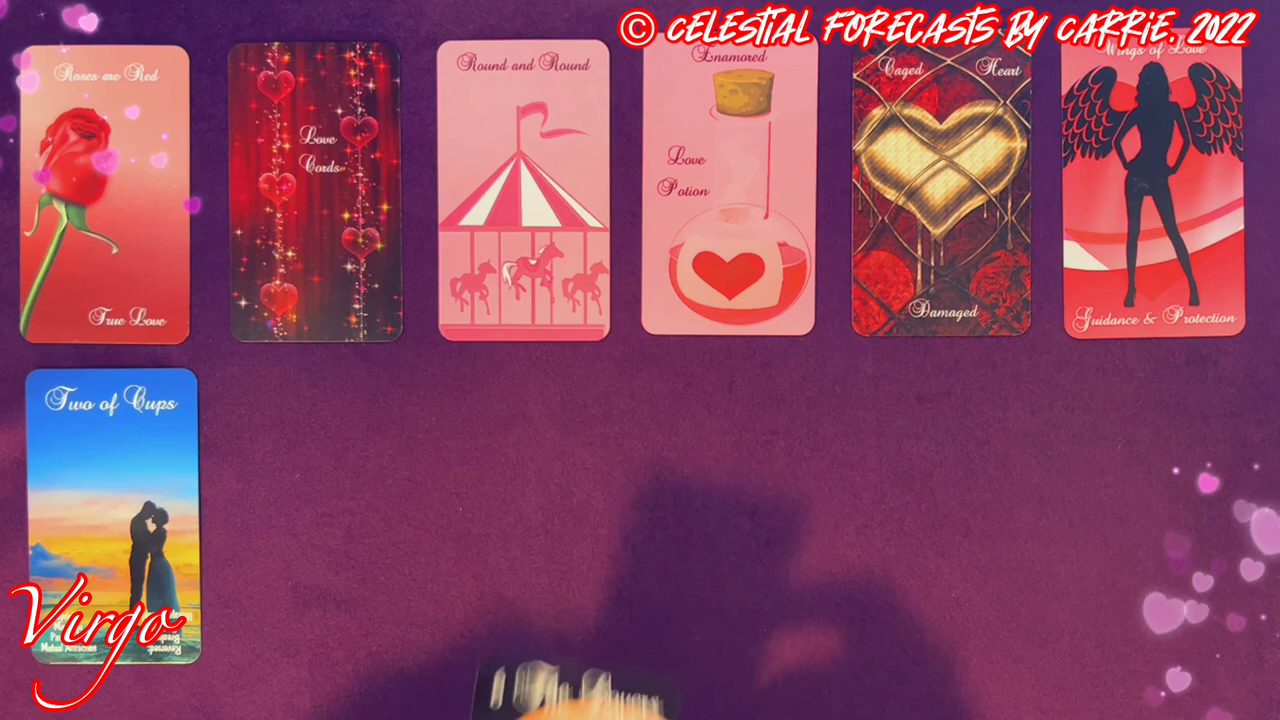 © CELESTIAL FORECASTS BY CARRIE. 2022
Roses are Red
True Love
Love
Cords
Round and Round
Enamored
Love
Potion
Caged Heart
Damaged
Wings of Love
Guidance & Protection
Two of Cups
Mutual Attraction
Reversed:
Virgo